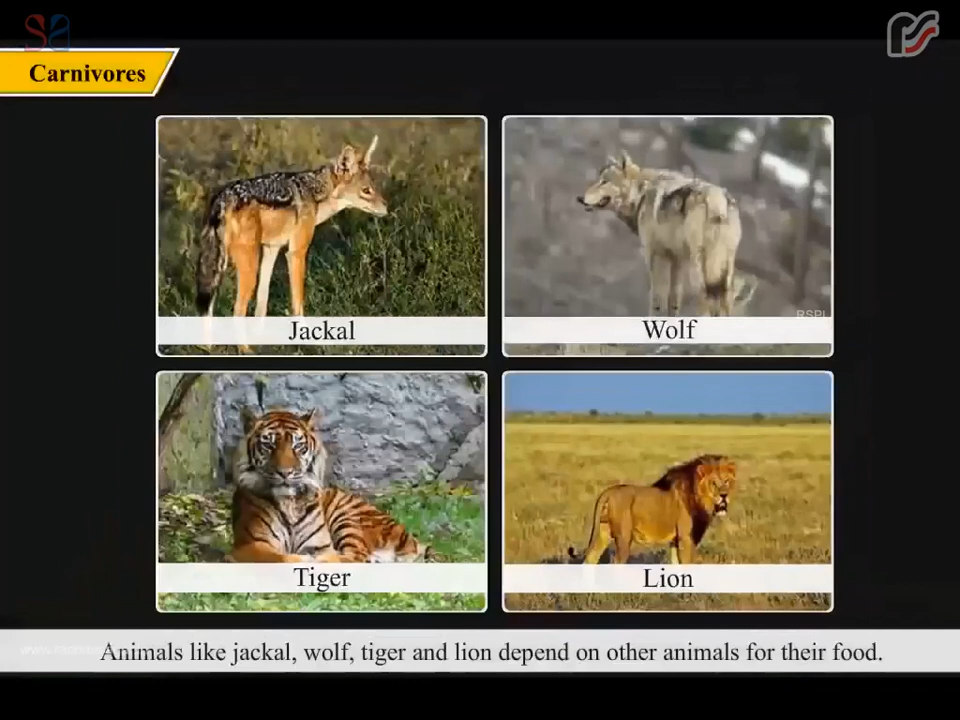 Carnivores
Jackal
Wolf
RSPL
Tiger
Lion
Animals like jackal, wolf, tiger and lion depend on other animals for their food.